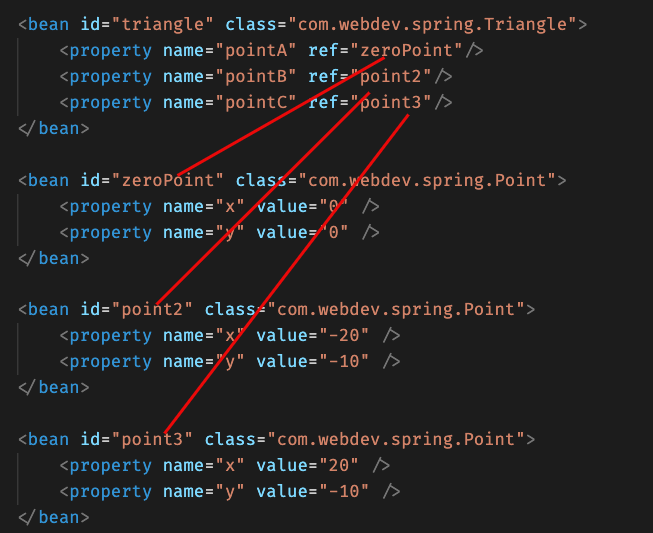 <bean id="triangle" class="com.webdev.spring.Triangle">
    <property name="pointA" ref="zeroPoint"/>
    <property name="pointB" ref="point2"/>
    <property name="pointC" ref="point3"/>
</bean>
<bean id="zeroPoint" class="com.webdev.spring.Point">
    <property name="x" value="0" />
    <property name="y" value="0" />
</bean>
<bean id="point2" class="com.webdev.spring.Point">
    <property name="x" value="-20" />
    <property name="y" value="-10" />
</bean>
<bean id="point3" class="com.webdev.spring.Point">
    <property name="x" value="20" />
    <property name="y" value="-10" />
</bean>